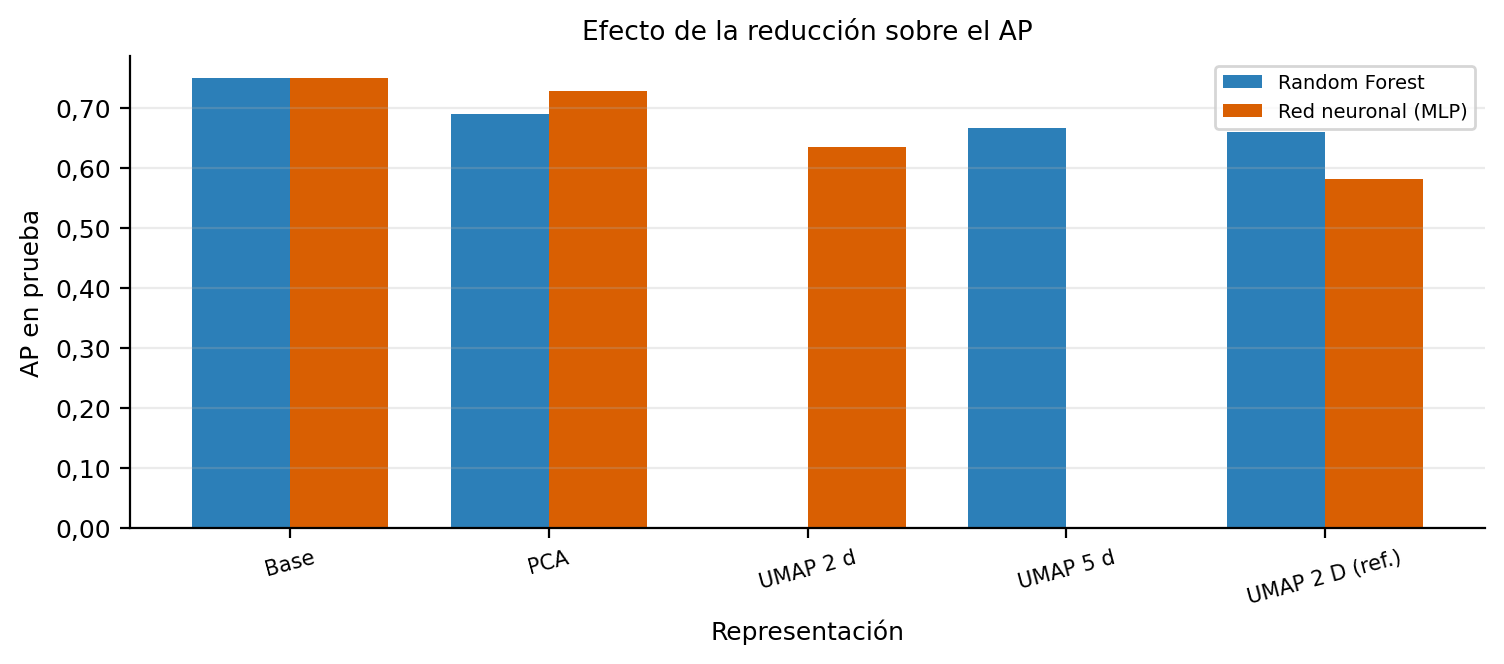 Efecto de la reducción sobre el AP
Random Forest
Red neuronal (MLP)
AP en prueba
0,70
0,60
0,50
0,40
0,30
0,20
0,10
0,00
Base
PCA
UMAP 2 d
UMAP 5 d
UMAP 2 D (ref.)
Representación